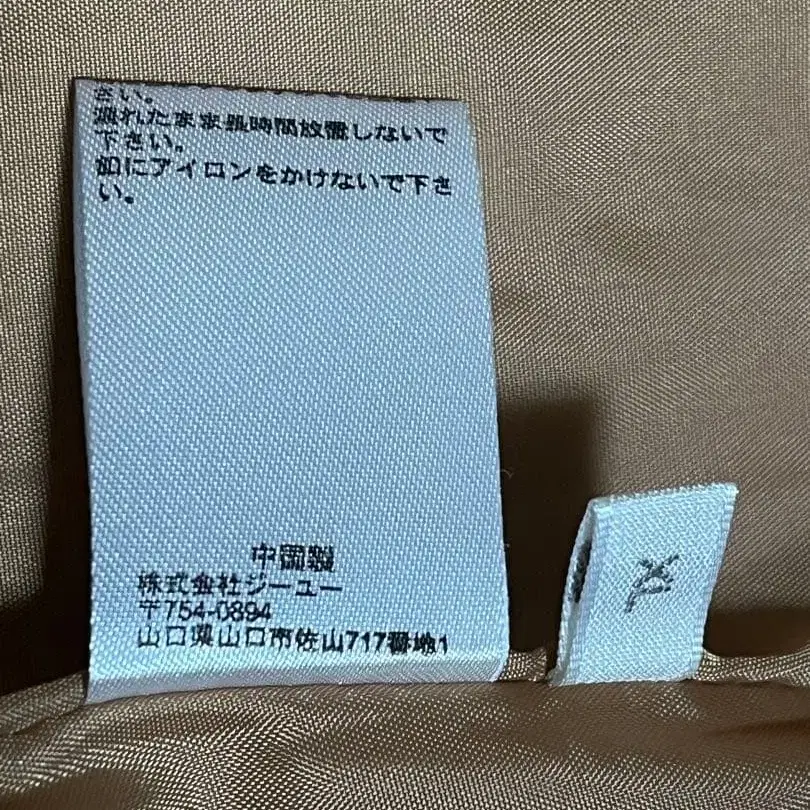 さい。
濡れたまま長時間放置しないで
下さい。
釦にアイロンをかけないで下さ
い。
中国製
株式会社ジーユー
〒754-0894
山口県山口市佐山717番地1